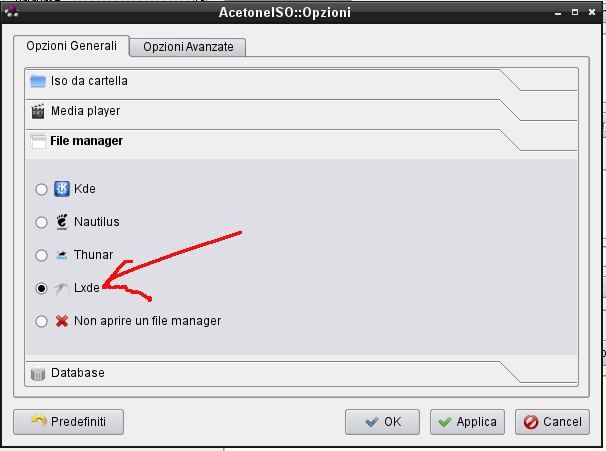 AcetoneISO::Opzioni
Opzioni Generali
Opzioni Avanzate
Iso da cartella
Media player
File manager
Kde
Nautilus
Thunar
Lxde
Non aprire un file manager
Database
Predefiniti
OK
Applica
Cancel